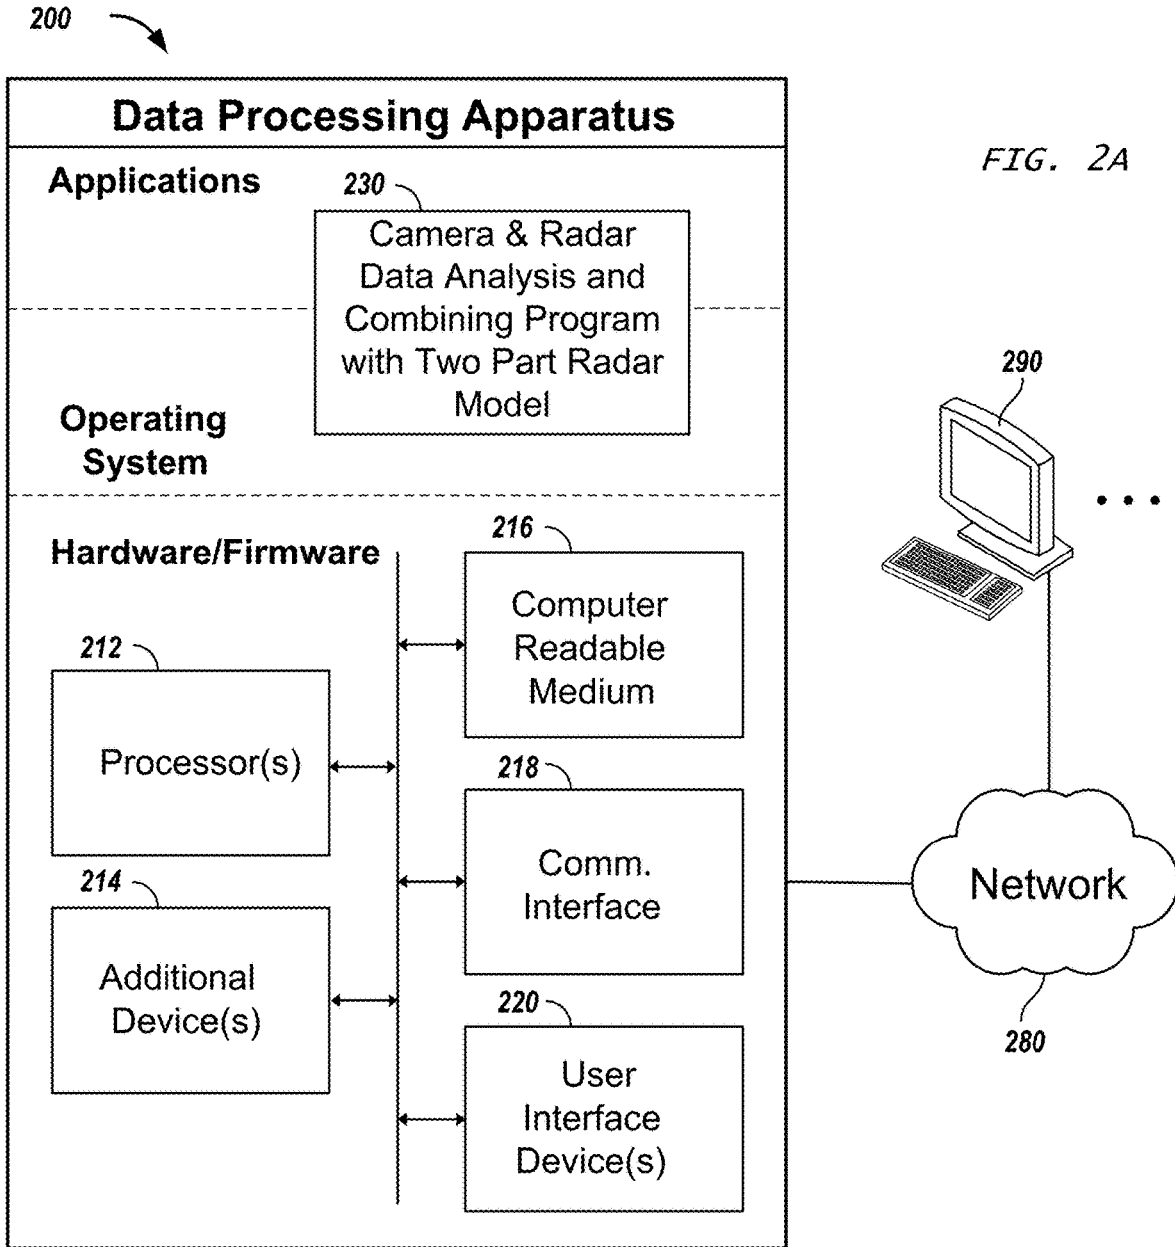 200
Data Processing Apparatus
FIG. 2A
Applications
230
Camera & Radar
Data Analysis and
Combining Program
with Two Part Radar
Model
Operating
System
290
Hardware/Firmware
216
Computer
Readable
Medium
212
Processor(s)
218
Comm.
Interface
Network
214
Additional
Device(s)
220
User
Interface
Device(s)
280